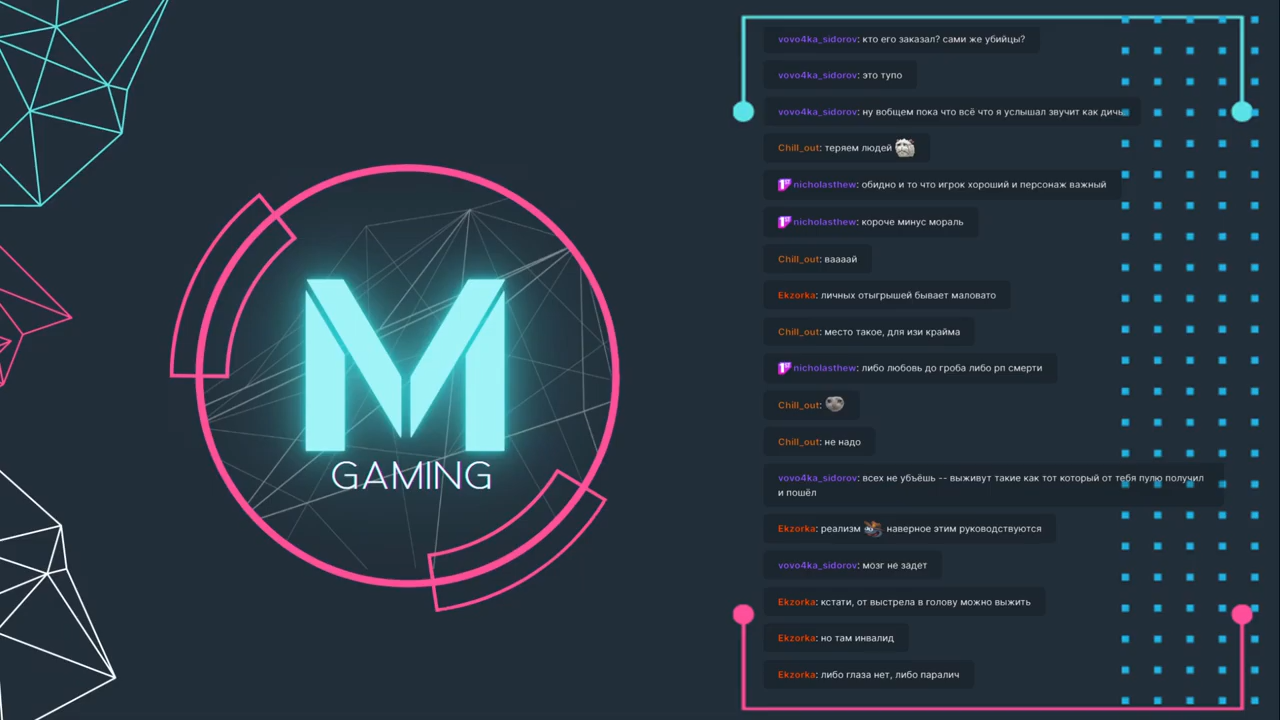 M
GAMING
vovo4ka_sidorov: кто его заказал? сами же убийцы?
vovo4ka_sidorov: это тупо
vovo4ka_sidorov: ну вобщем пока что всё что я услышал звучит как дичь
Chill_out: теряем людей
nicholasthew: обидно и то что игрок хороший и персонаж важный
nicholasthew: короче минус мораль
Chill_out: ваааай
Ekzorka: личных отыгрышей бывает маловато
Chill_out: место такое, для изи крайма
nicholasthew: либо любовь до гроба либо рп смерти
Chill_out:
Chill_out: не надо
vovo4ka_sidorov: всех не убъёшь -- выживут такие как тот который от тебя пулю получил
и пошёл
Ekzorka: реализм наверное этим руководствуются
vovo4ka_sidorov: мозг не задет
Ekzorka: кстати, от выстрела в голову можно выжить
Ekzorka: но там инвалид
Ekzorka: либо глаза нет, либо паралич